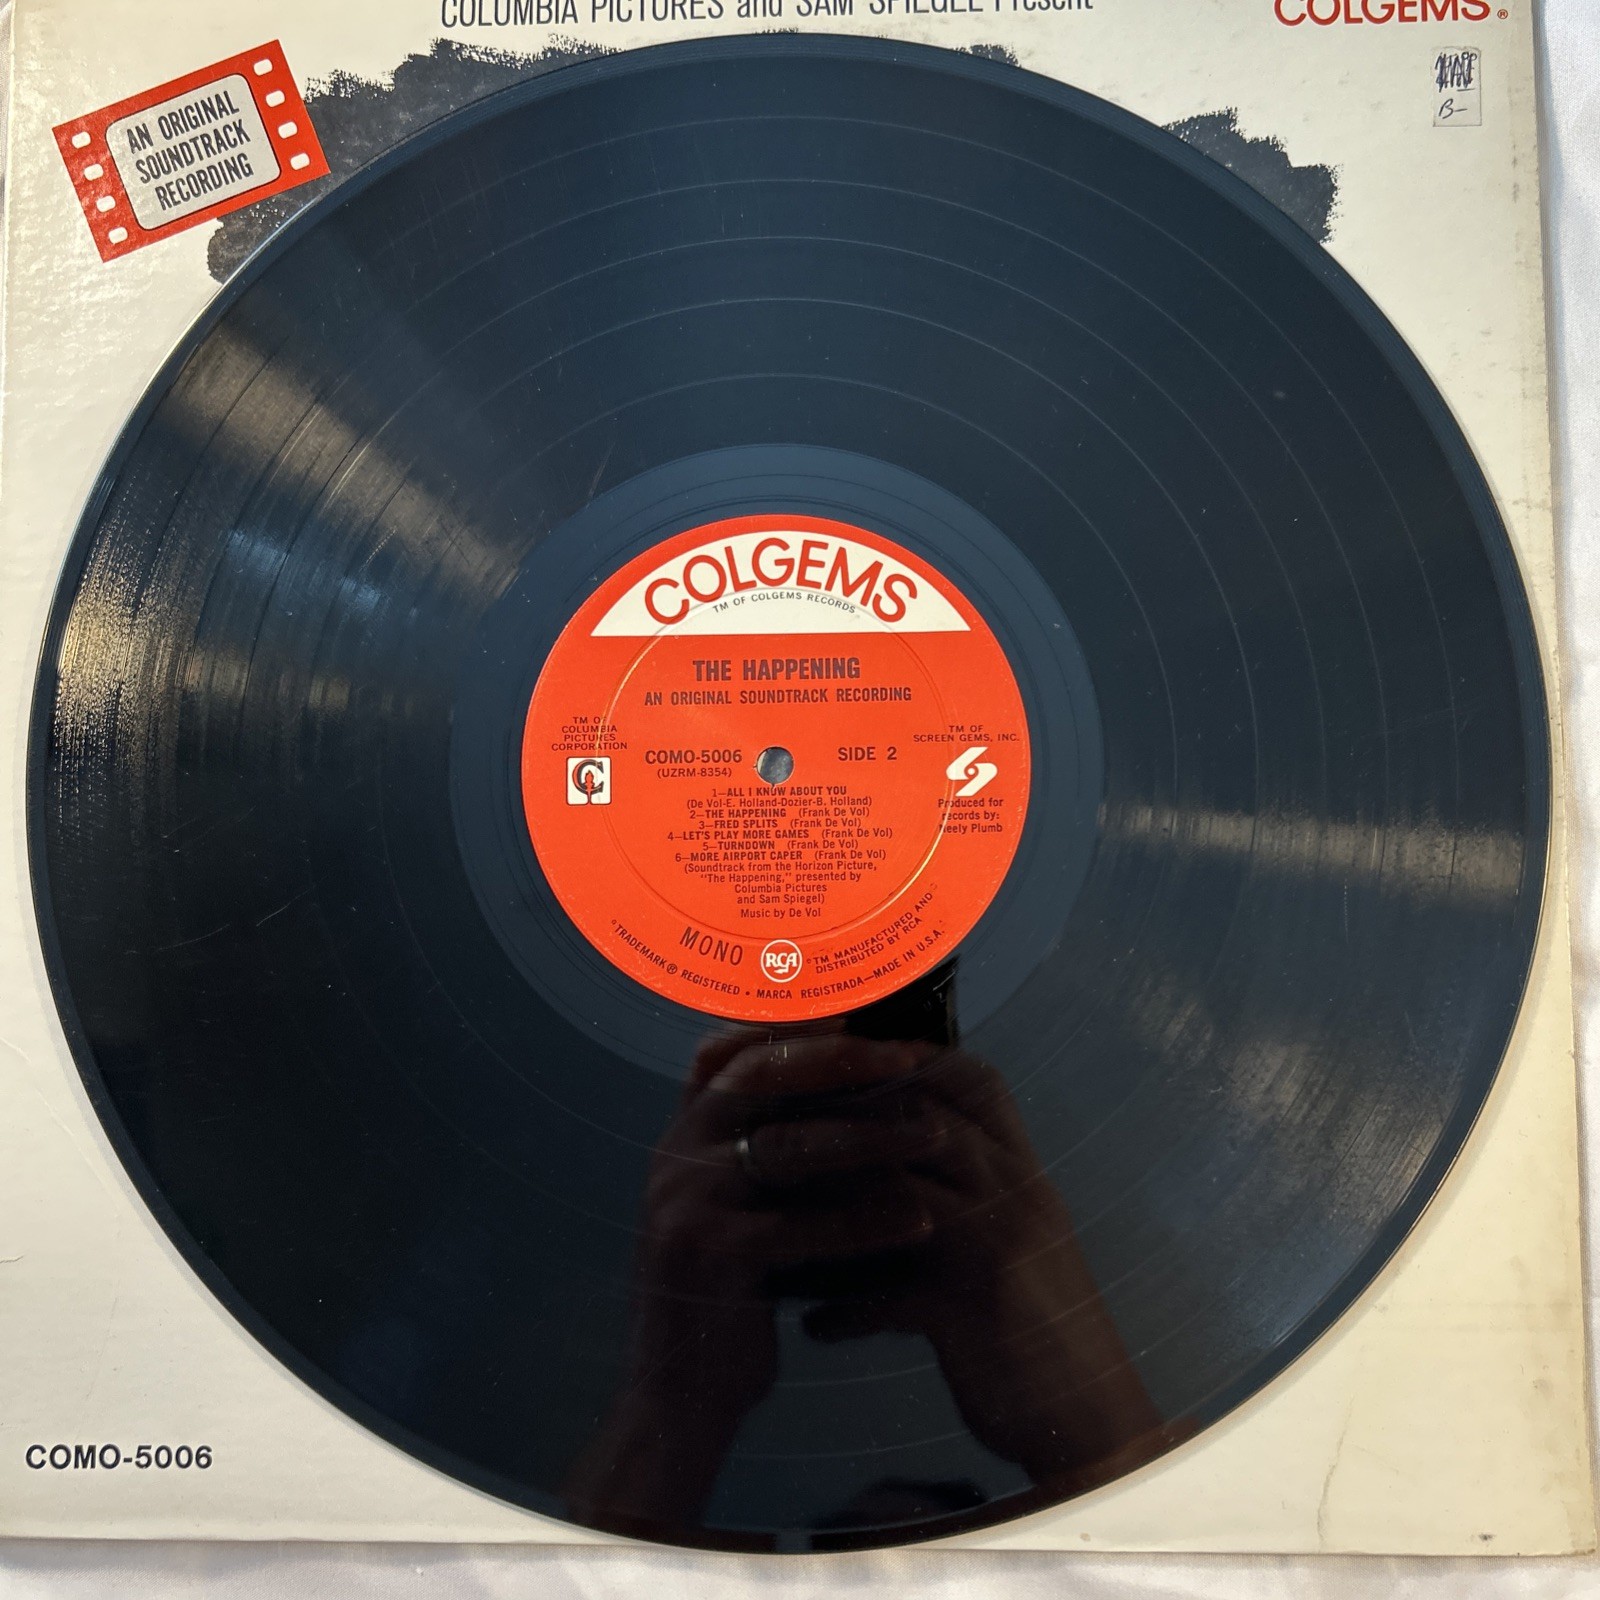 COLUMBIA PICTURES and SAM SPIEGEL Present
COLGEMS®
AN ORIGINAL
SOUNDTRACK
RECORDING
B-
COLGEMS
TM OF COLGEMS RECORDS
THE HAPPENING
AN ORIGINAL SOUNDTRACK RECORDING
TM OF
COLUMBIA
PICTURES
CORPORATION
TM OF
SCREEN GEMS, INC.
COMO-5006
SIDE 2
(UZRM-8354)
1—ALL I KNOW ABOUT YOU
(De Vol-E. Holland-Dozier-B. Holland)
2—THE HAPPENING (Frank De Vol)
3—FRED SPLITS (Frank De Vol)
4—LET'S PLAY MORE GAMES (Frank De Vol)
5—TURNDOWN (Frank De Vol)
6—MORE AIRPORT CAPER (Frank De Vol)
(Soundtrack from the Horizon Picture,
"The Happening," presented by
Columbia Pictures
and Sam Spiegel)
Music by De Vol
Produced for
records by:
Neely Plumb
MONO
RCA
TM MANUFACTURED AND
DISTRIBUTED BY RCA
TRADEMARK ® REGISTERED • MARCA REGISTRADA—MADE IN U.S.A.
COMO-5006